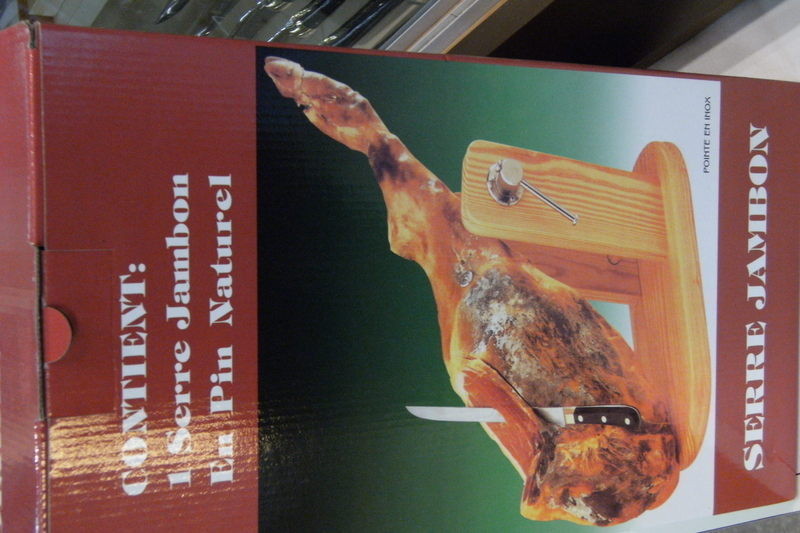 CONTIENT:
1 Serre Jambon
En Pin Naturel
POINTE EN INOX
SERRE JAMBON